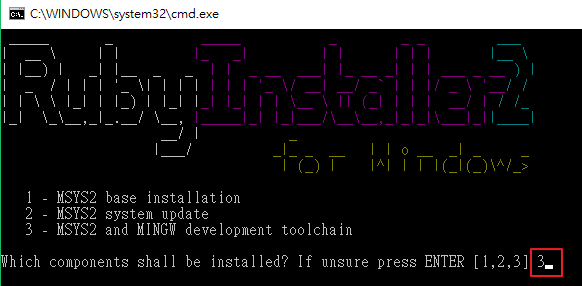 C:\WINDOWS\system32\cmd.exe
RubyInstaller2
for Windows
1 - MSYS2 base installation
2 - MSYS2 system update
3 - MSYS2 and MINGW development toolchain
Which components shall be installed? If unsure press ENTER [1,2,3] 3